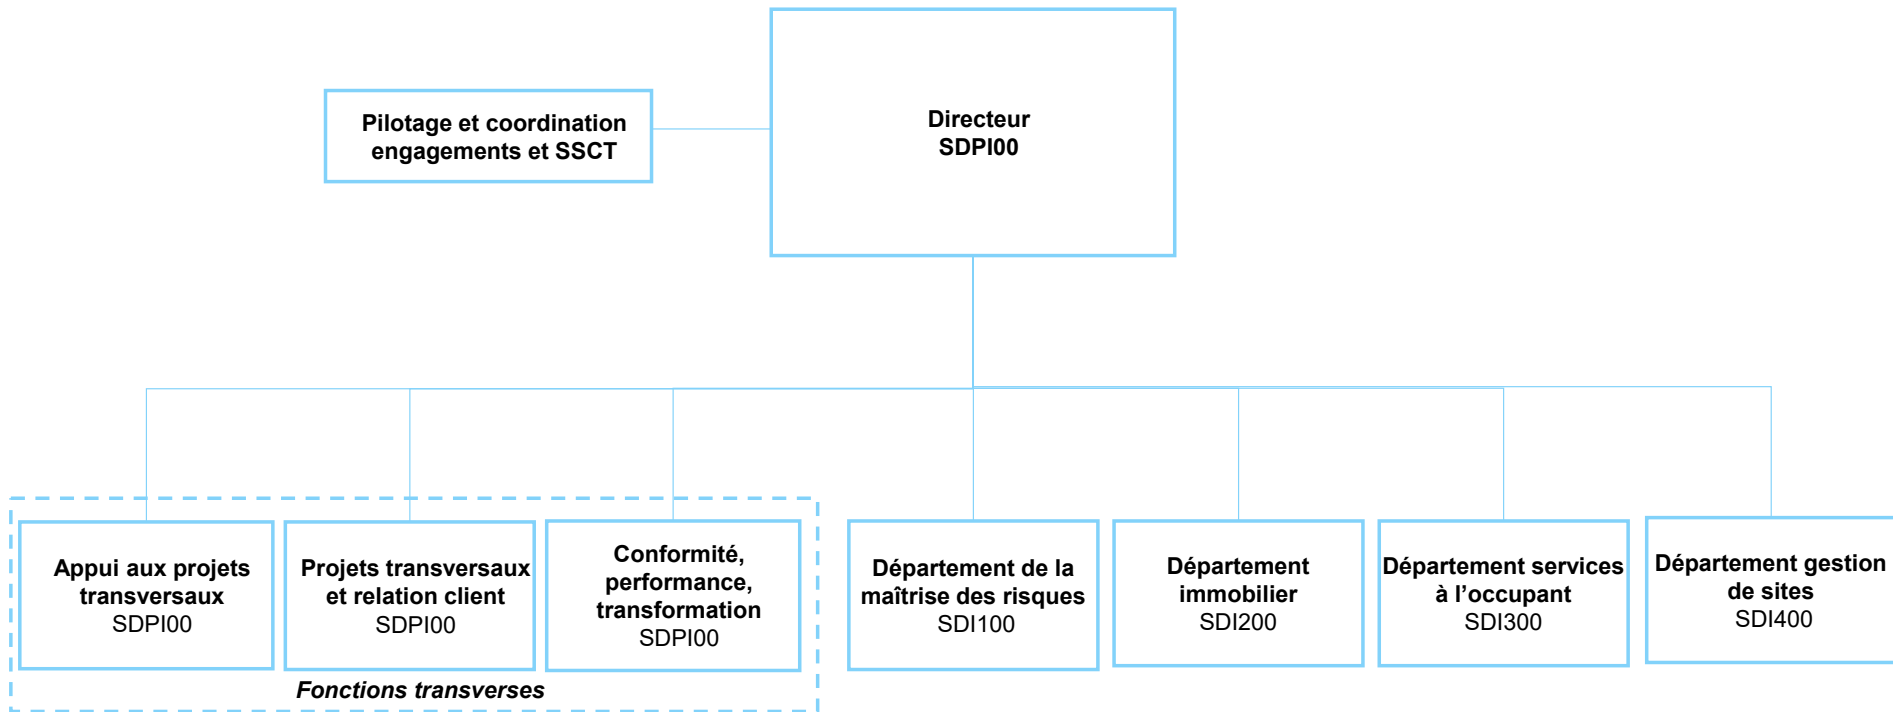 Directeur
SDPI00
Pilotage et coordination
engagements et SSCT
Appui aux projets
transversaux
SDPI00
Projets transversaux
et relation client
SDPI00
Conformité,
performance,
transformation
SDPI00
Département de la
maîtrise des risques
SDI100
Département
immobilier
SDI200
Département services
à l’occupant
SDI300
Département gestion
de sites
SDI400
Fonctions transverses